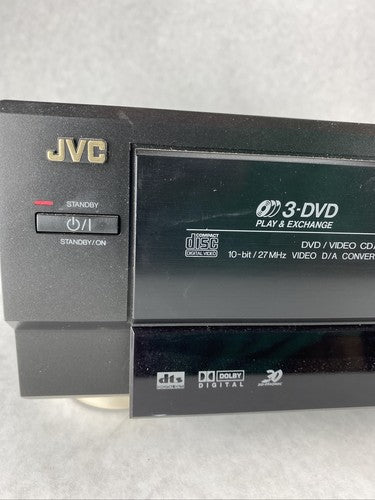 JVC
STANDBY
STANDBY/ON
3-DVD
PLAY & EXCHANGE
COMPACT
disc
DIGITAL VIDEO
DVD / VIDEO CD/
10-bit / 27MHz VIDEO D/A CONVER
dts
DOLBY
DIGITAL